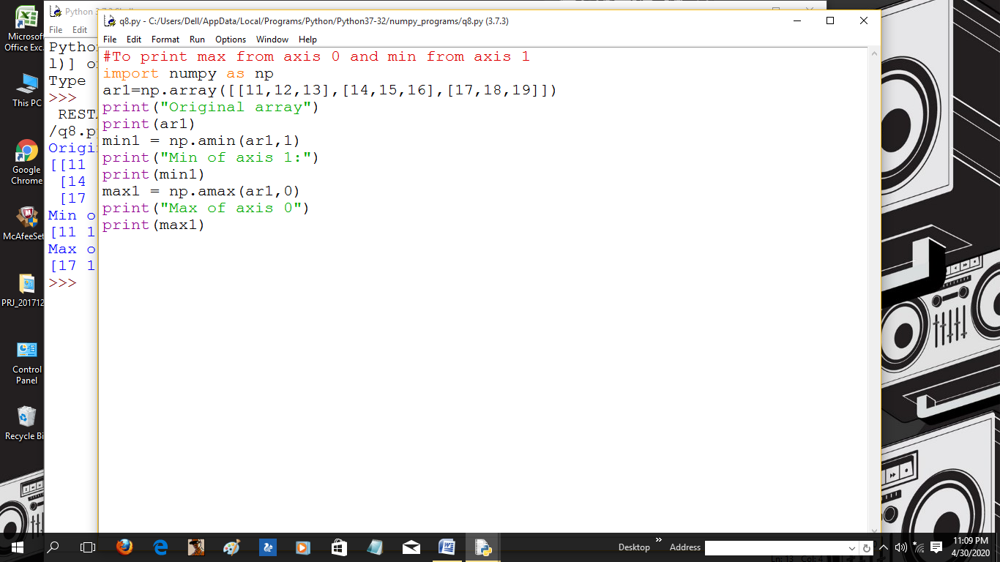 Python 3.7.3 Shell
File Edit
Python
l)] o
Type
>>>
RESTA
/q8.p
Origi
[[11
[14
[17
Min o
[11 1
Max o
[17 1
>>>
q8.py - C:/Users/Dell/AppData/Local/Programs/Python/Python37-32/numpy_programs/q8.py (3.7.3)
File Edit Format Run Options Window Help
#To print max from axis 0 and min from axis 1
import numpy as np
ar1=np.array([[11,12,13],[14,15,16],[17,18,19]])
print("Original array")
print(ar1)
min1 = np.amin(ar1,1)
print("Min of axis 1:")
print(min1)
max1 = np.amax(ar1,0)
print("Max of axis 0")
print(max1)
Microsof
Office Exc
This PC
Google
Chrome
McAfeeSet
PRJ_201712
Control
Panel
Recycle Bi
Desktop
Address
Ln: 13 Col: 4
11:09 PM
4/30/2020